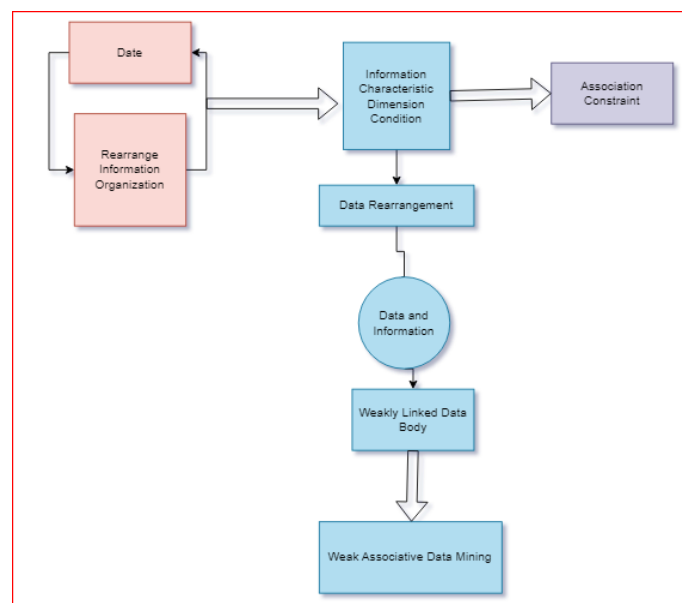 Date
Rearrange
Information
Organization
Information
Characteristic
Dimension
Condition
Association
Constraint
Data Rearrangement
Data and
Information
Weakly Linked Data
Body
Weak Associative Data Mining